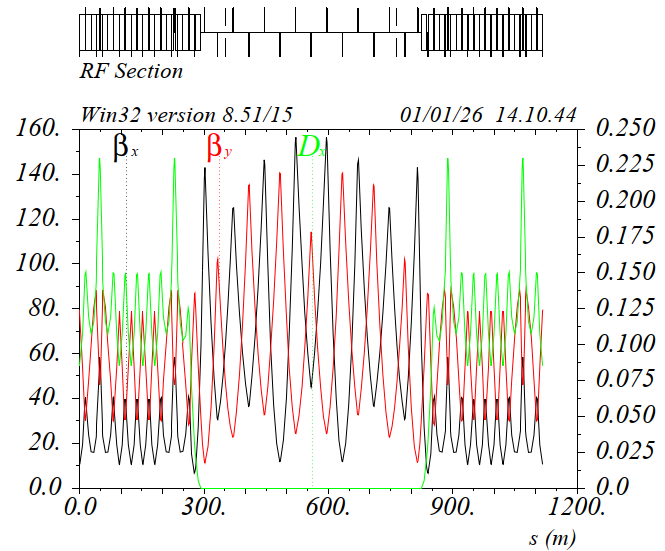 RF Section
Win32 version 8.51/15 01/01/26 14.10.44
160. 0.250
βx βy Dx
140. 0.225
120. 0.200
100. 0.175
80. 0.150
60. 0.125
40. 0.100
20. 0.075
0.0 0.050
0.025
0.0
0.0 300. 600. 900. 1200.
s (m)